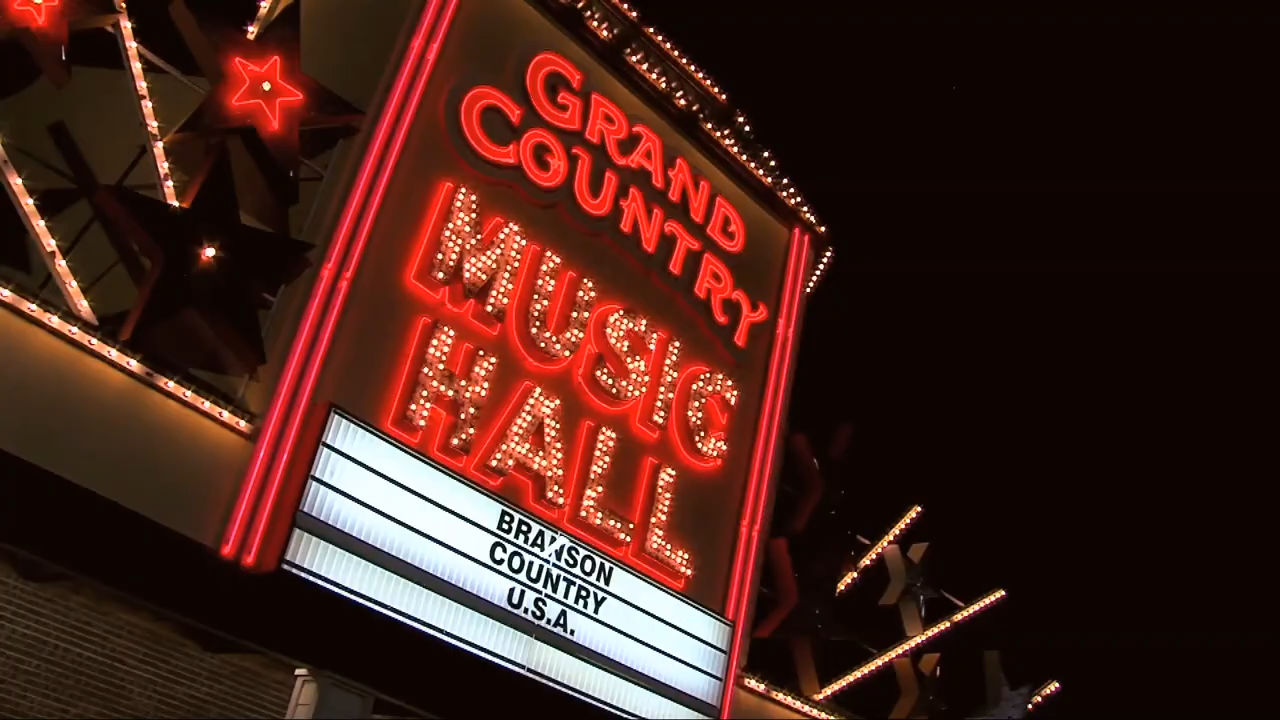 GRAND
COUNTRY
MUSIC
HALL
BRANSON
COUNTRY
U.S.A.